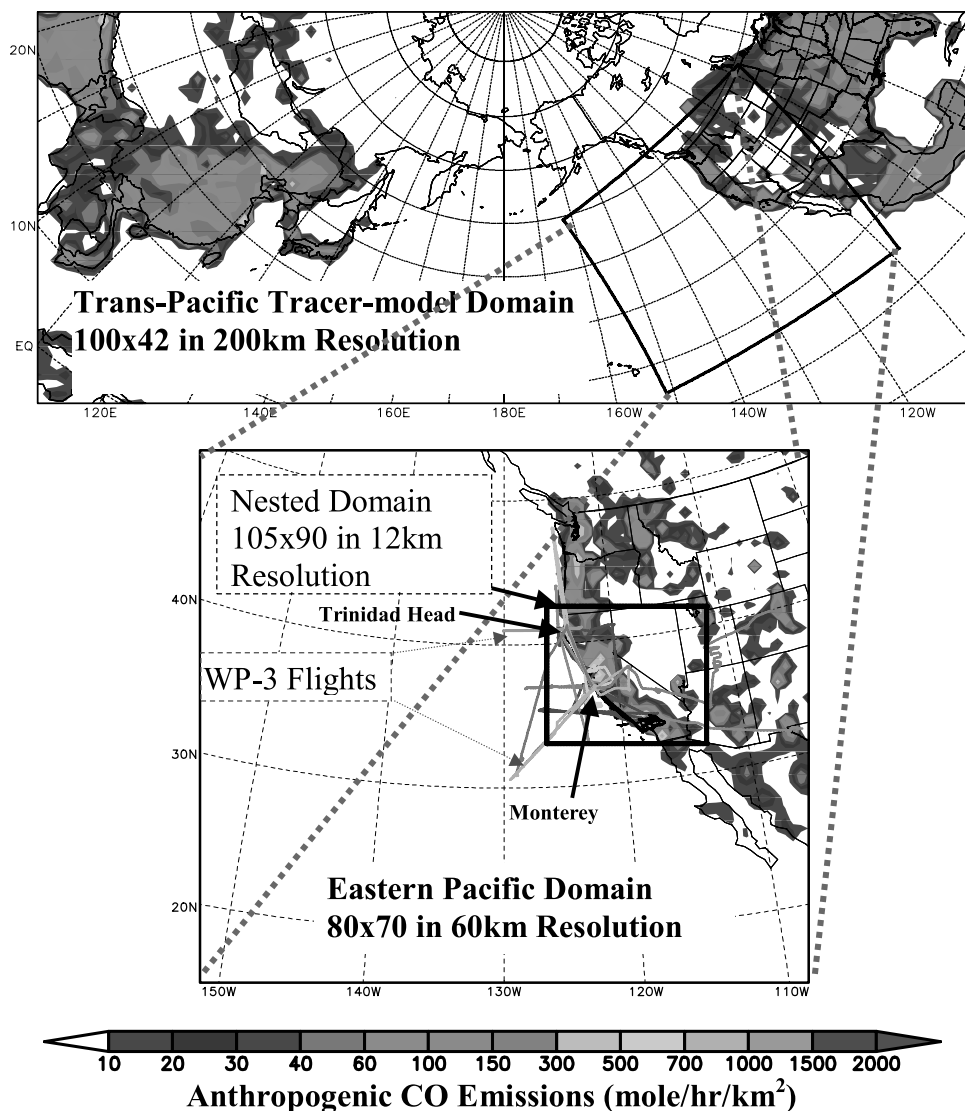 20N
10N
EQ
Trans-Pacific Tracer-model Domain
100x42 in 200km Resolution
120E
140E
160E
180E
160W
140W
120W
Nested Domain
105x90 in 12km
Resolution
Trinidad Head
WP-3 Flights
Monterey
40N
30N
20N
Eastern Pacific Domain
80x70 in 60km Resolution
150W
140W
130W
120W
110W
10 20 30 40 60 100 150 300 500 700 1000 1500 2000
Anthropogenic CO Emissions (mole/hr/km²)